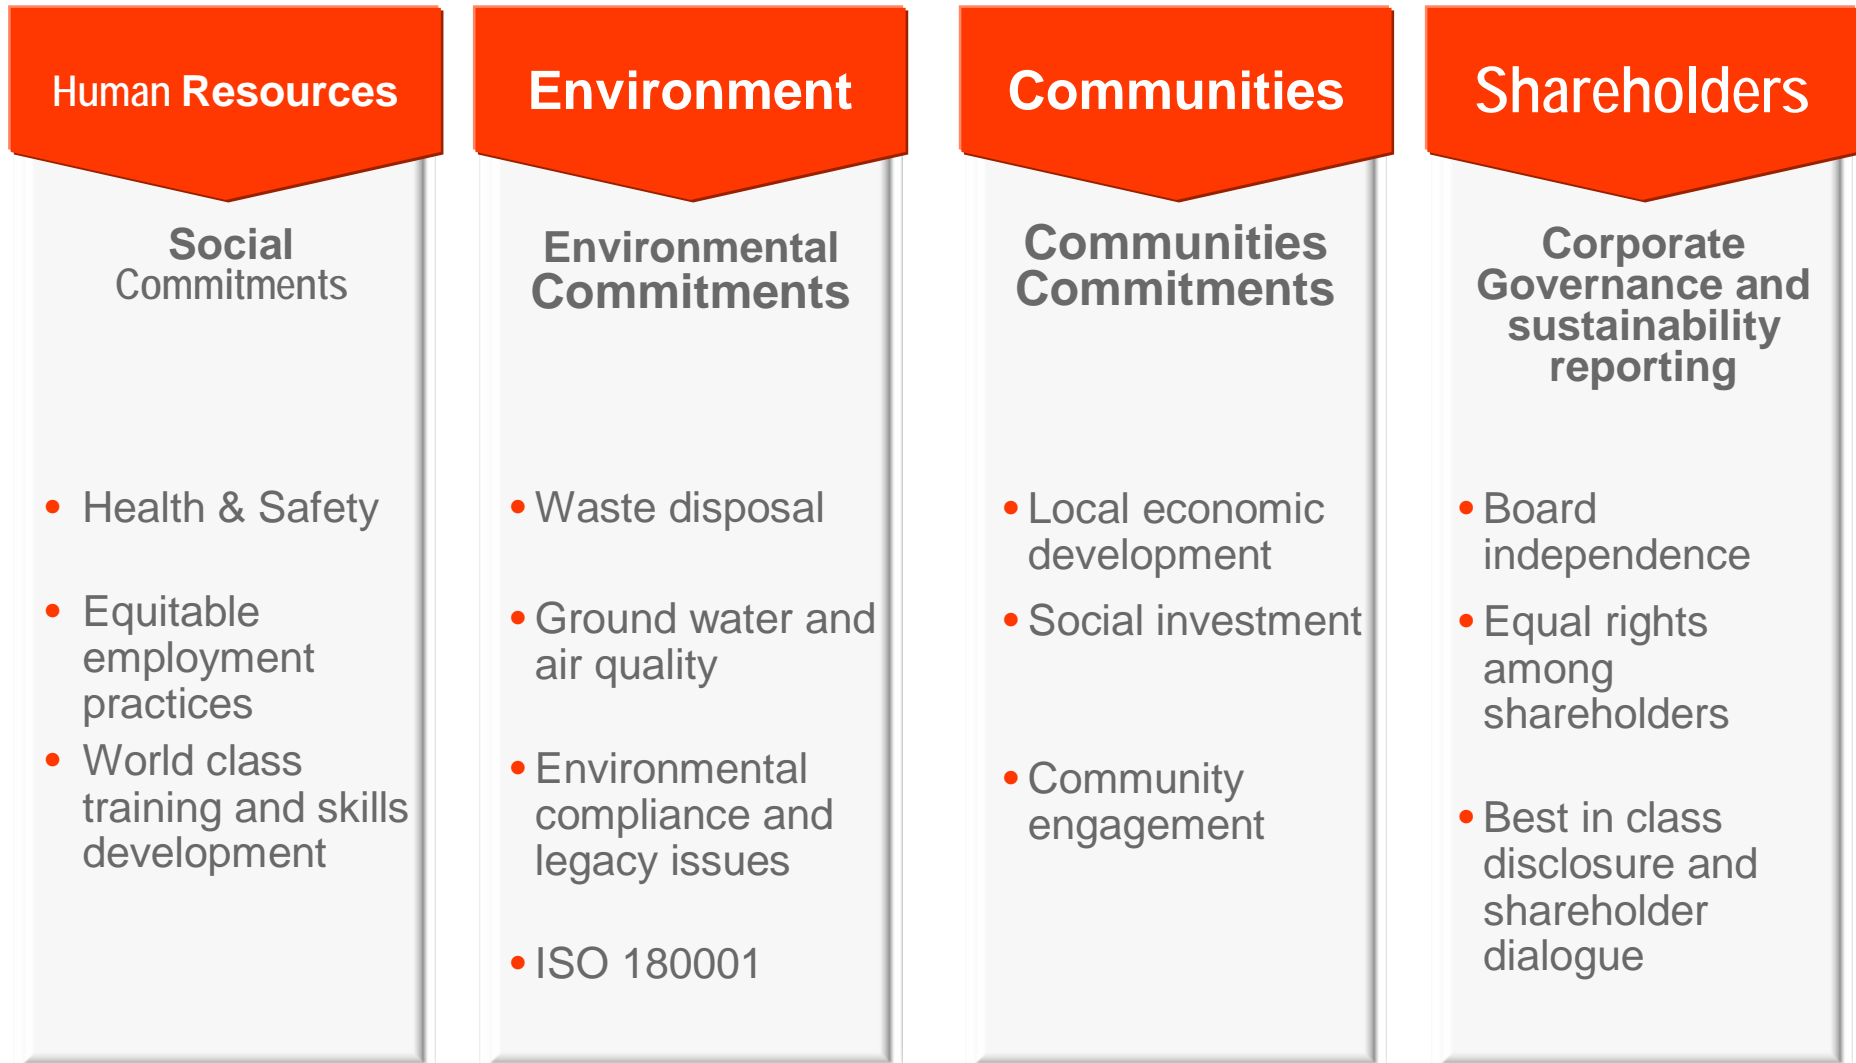 Human Resources
Social
Commitments
• Health & Safety
• Equitable
employment
practices
• World class
training and skills
development
Environment
Environmental
Commitments
• Waste disposal
• Ground water and
air quality
• Environmental
compliance and
legacy issues
• ISO 180001
Communities
Communities
Commitments
• Local economic
development
• Social investment
• Community
engagement
Shareholders
Corporate
Governance and
sustainability
reporting
• Board
independence
• Equal rights
among
shareholders
• Best in class
disclosure and
shareholder
dialogue